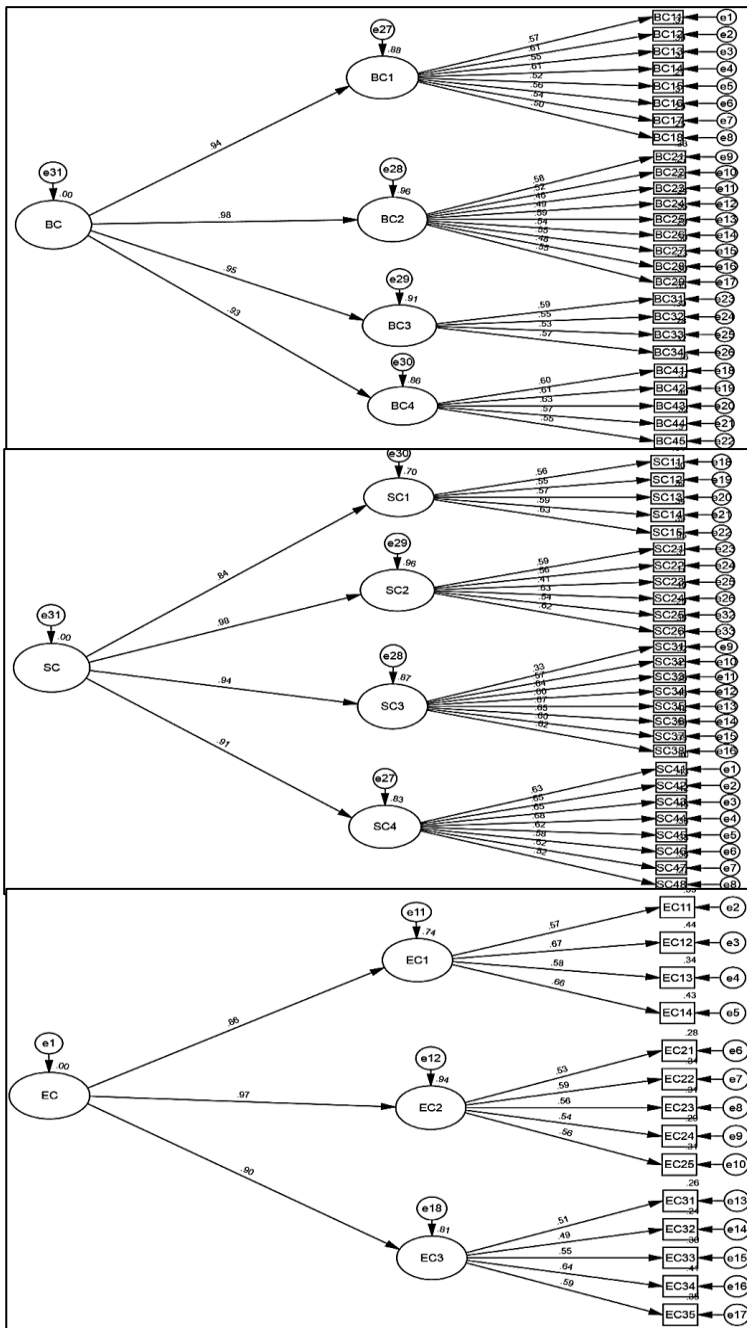 e27
.88
BC1
.57
.61
.55
.61
.52
.56
.54
.50
BC11
e1
BC12
e2
BC13
e3
BC14
e4
BC15
e5
BC16
e6
BC17
e7
BC18
e8
.94
e31
.00
BC
e28
.96
BC2
.98
.58
.52
.46
.49
.59
.54
.55
.48
.55
BC21
e9
BC22
e10
BC23
e11
BC24
e12
BC25
e13
BC26
e14
BC27
e15
BC28
e16
BC29
e17
.95
e29
.91
BC3
.59
.55
.53
.57
BC31
e23
BC32
e24
BC33
e25
BC34
e26
.93
e30
.86
BC4
.60
.61
.63
.57
.55
BC41
e18
BC42
e19
BC43
e20
BC44
e21
BC45
e22
e30
.70
SC1
.56
.55
.57
.59
.63
SC11
e18
SC12
e19
SC13
e20
SC14
e21
SC15
e22
.84
e29
.96
SC2
.59
.56
.41
.63
.54
.62
SC21
e23
SC22
e24
SC23
e25
SC24
e26
SC25
e32
SC26
e33
e31
.00
SC
.98
.94
e28
.87
SC3
.33
.57
.64
.60
.67
.65
.62
SC31
e9
SC32
e10
SC33
e11
SC34
e12
SC35
e13
SC36
e14
SC37
e15
SC38
e16
.91
e27
.83
SC4
.63
.65
.65
.68
.62
.58
.62
.52
SC41
e1
SC42
e2
SC43
e3
SC44
e4
SC45
e5
SC46
e6
SC47
e7
SC48
e8
e11
.74
EC1
.57
.67
.58
.66
EC11
e2
.44
EC12
e3
.34
EC13
e4
.43
EC14
e5
.86
e1
.00
EC
.97
e12
.94
EC2
.53
.59
.56
.54
.56
.28
EC21
e6
EC22
e7
.31
EC23
e8
.29
EC24
e9
.31
EC25
e10
.90
e18
.81
EC3
.51
.49
.55
.64
.59
.26
EC31
e13
.24
EC32
e14
.30
EC33
e15
.41
EC34
e16
.35
EC35
e17